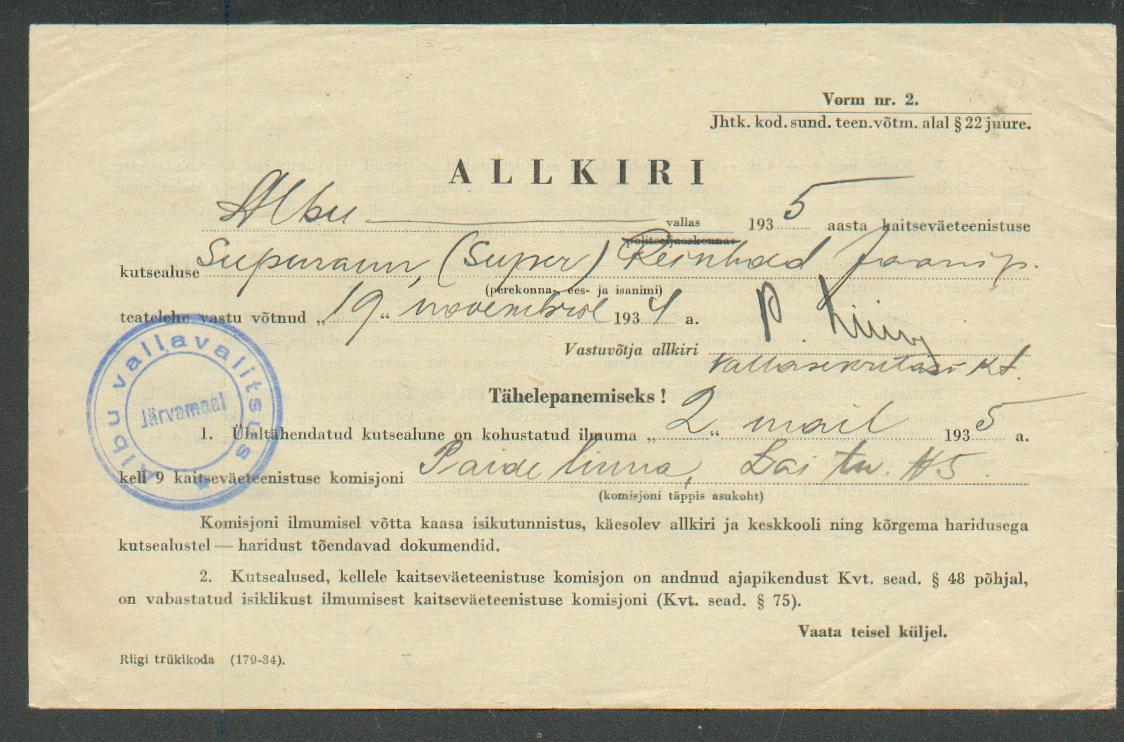 Vorm nr. 2.
Jhtk. kod. sund. teen.võtm. alal § 22 juure.
ALLKIRI
Albu vallas 1935 aasta kaitseväeteenistuse
politseijaoskonnas
kutsealuse Supmann, (Super) Reinhold Jaani p.
(perekonna-, ees- ja isanimi)
teatelehe vastu võtnud „19“ novembril 1934 a.
Vastuvõtja allkiri P.
Vallasekretäri kt.
Tähelepanemiseks!
1. Ülaltähendatud kutsealune on kohustatud ilmuma „2“ mail 1935 a.
kell 9 kaitseväeteenistuse komisjoni Paide linna, Lai tn. № 5.
(komisjoni täppis asukoht)
Albu vallavalitsus
Järvamaal
Komisjoni ilmumisel võtta kaasa isikutunnistus, käesolev allkiri ja keskkooli ning kõrgema haridusega
kutsealustel — haridust tõendavad dokumendid.
2. Kutsealused, kellele kaitseväeteenistuse komisjon on andnud ajapikendust Kvt. sead. § 48 põhjal,
on vabastatud isiklikust ilmumisest kaitseväeteenistuse komisjoni (Kvt. sead. § 75).
Vaata teisel küljel.
Riigi trükikoda (179-34).